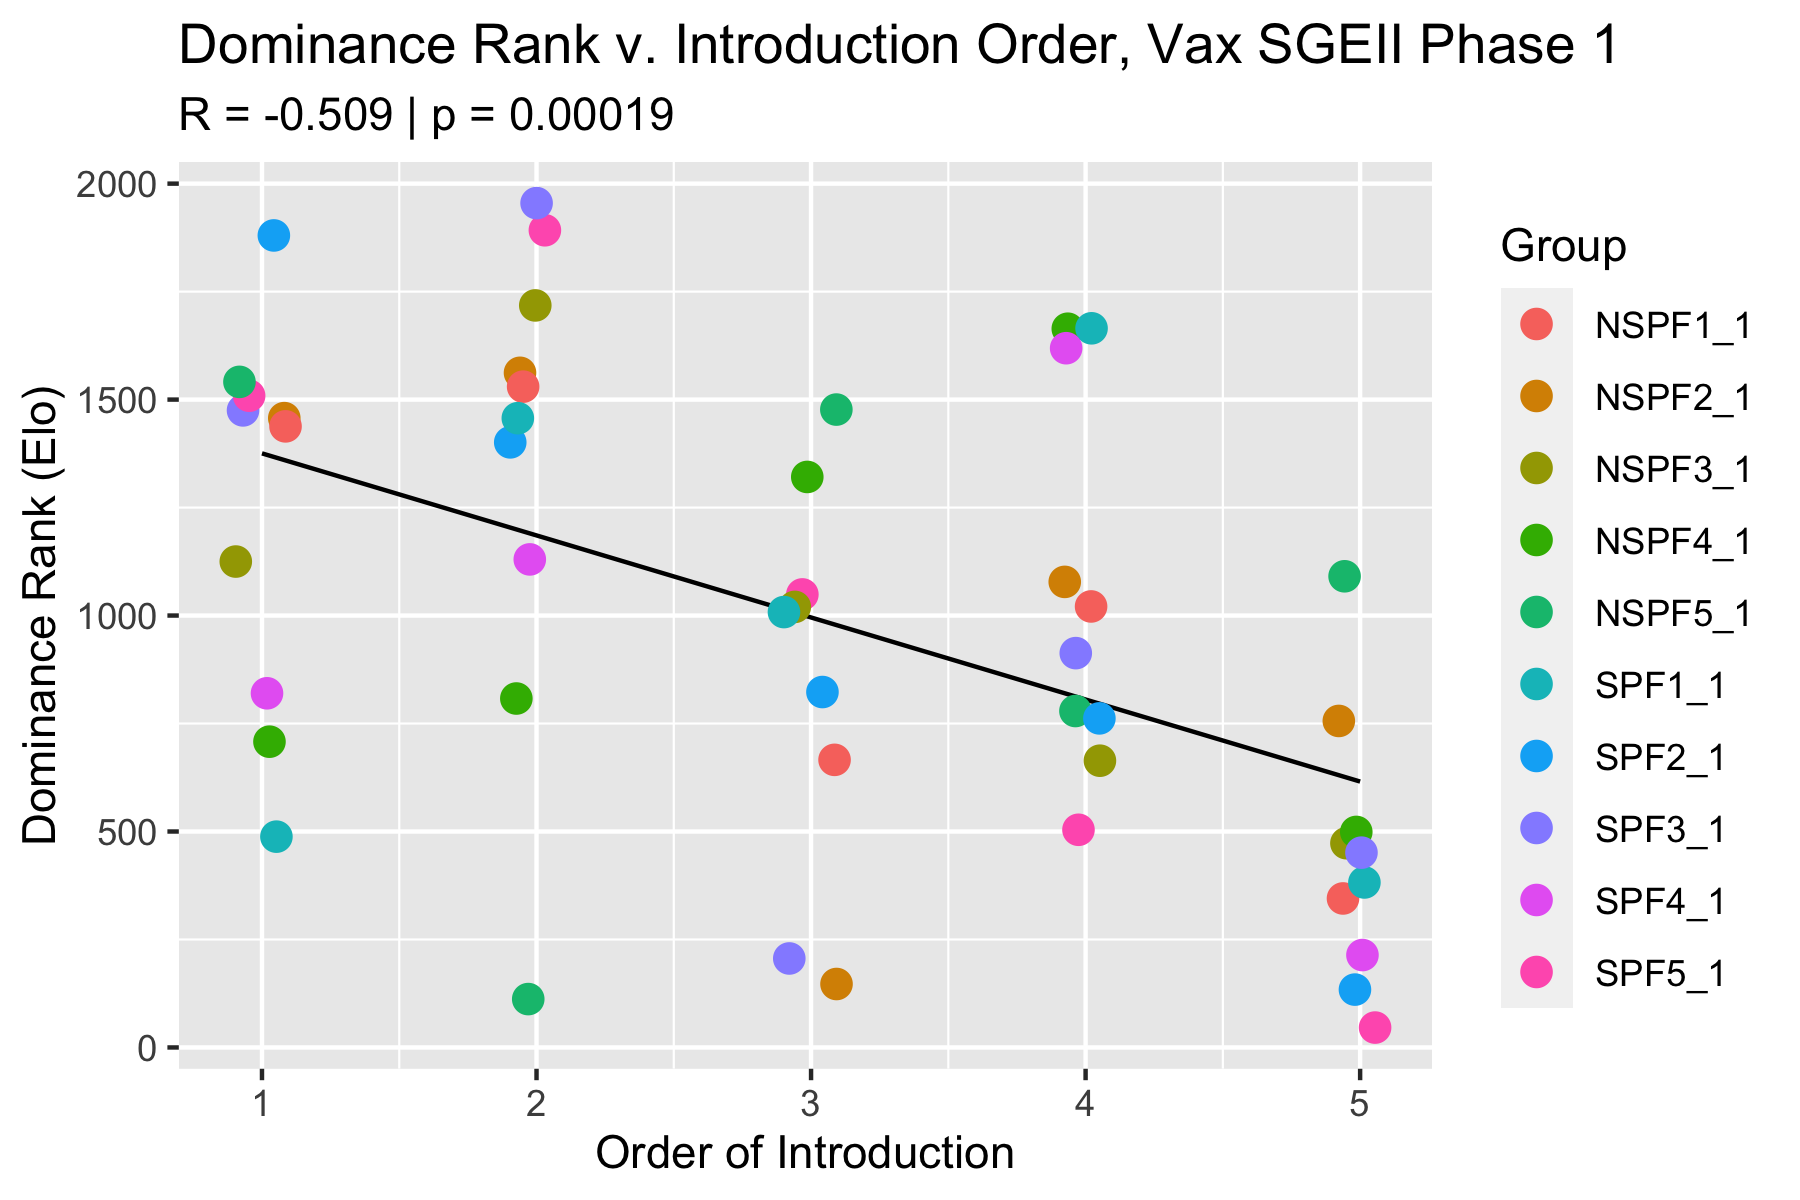 Dominance Rank v. Introduction Order, Vax SGEII Phase 1
R = -0.509 | p = 0.00019
2000
1500
1000
500
0
Dominance Rank (Elo)
1 2 3 4 5
Order of Introduction
Group
NSPF1_1
NSPF2_1
NSPF3_1
NSPF4_1
NSPF5_1
SPF1_1
SPF2_1
SPF3_1
SPF4_1
SPF5_1